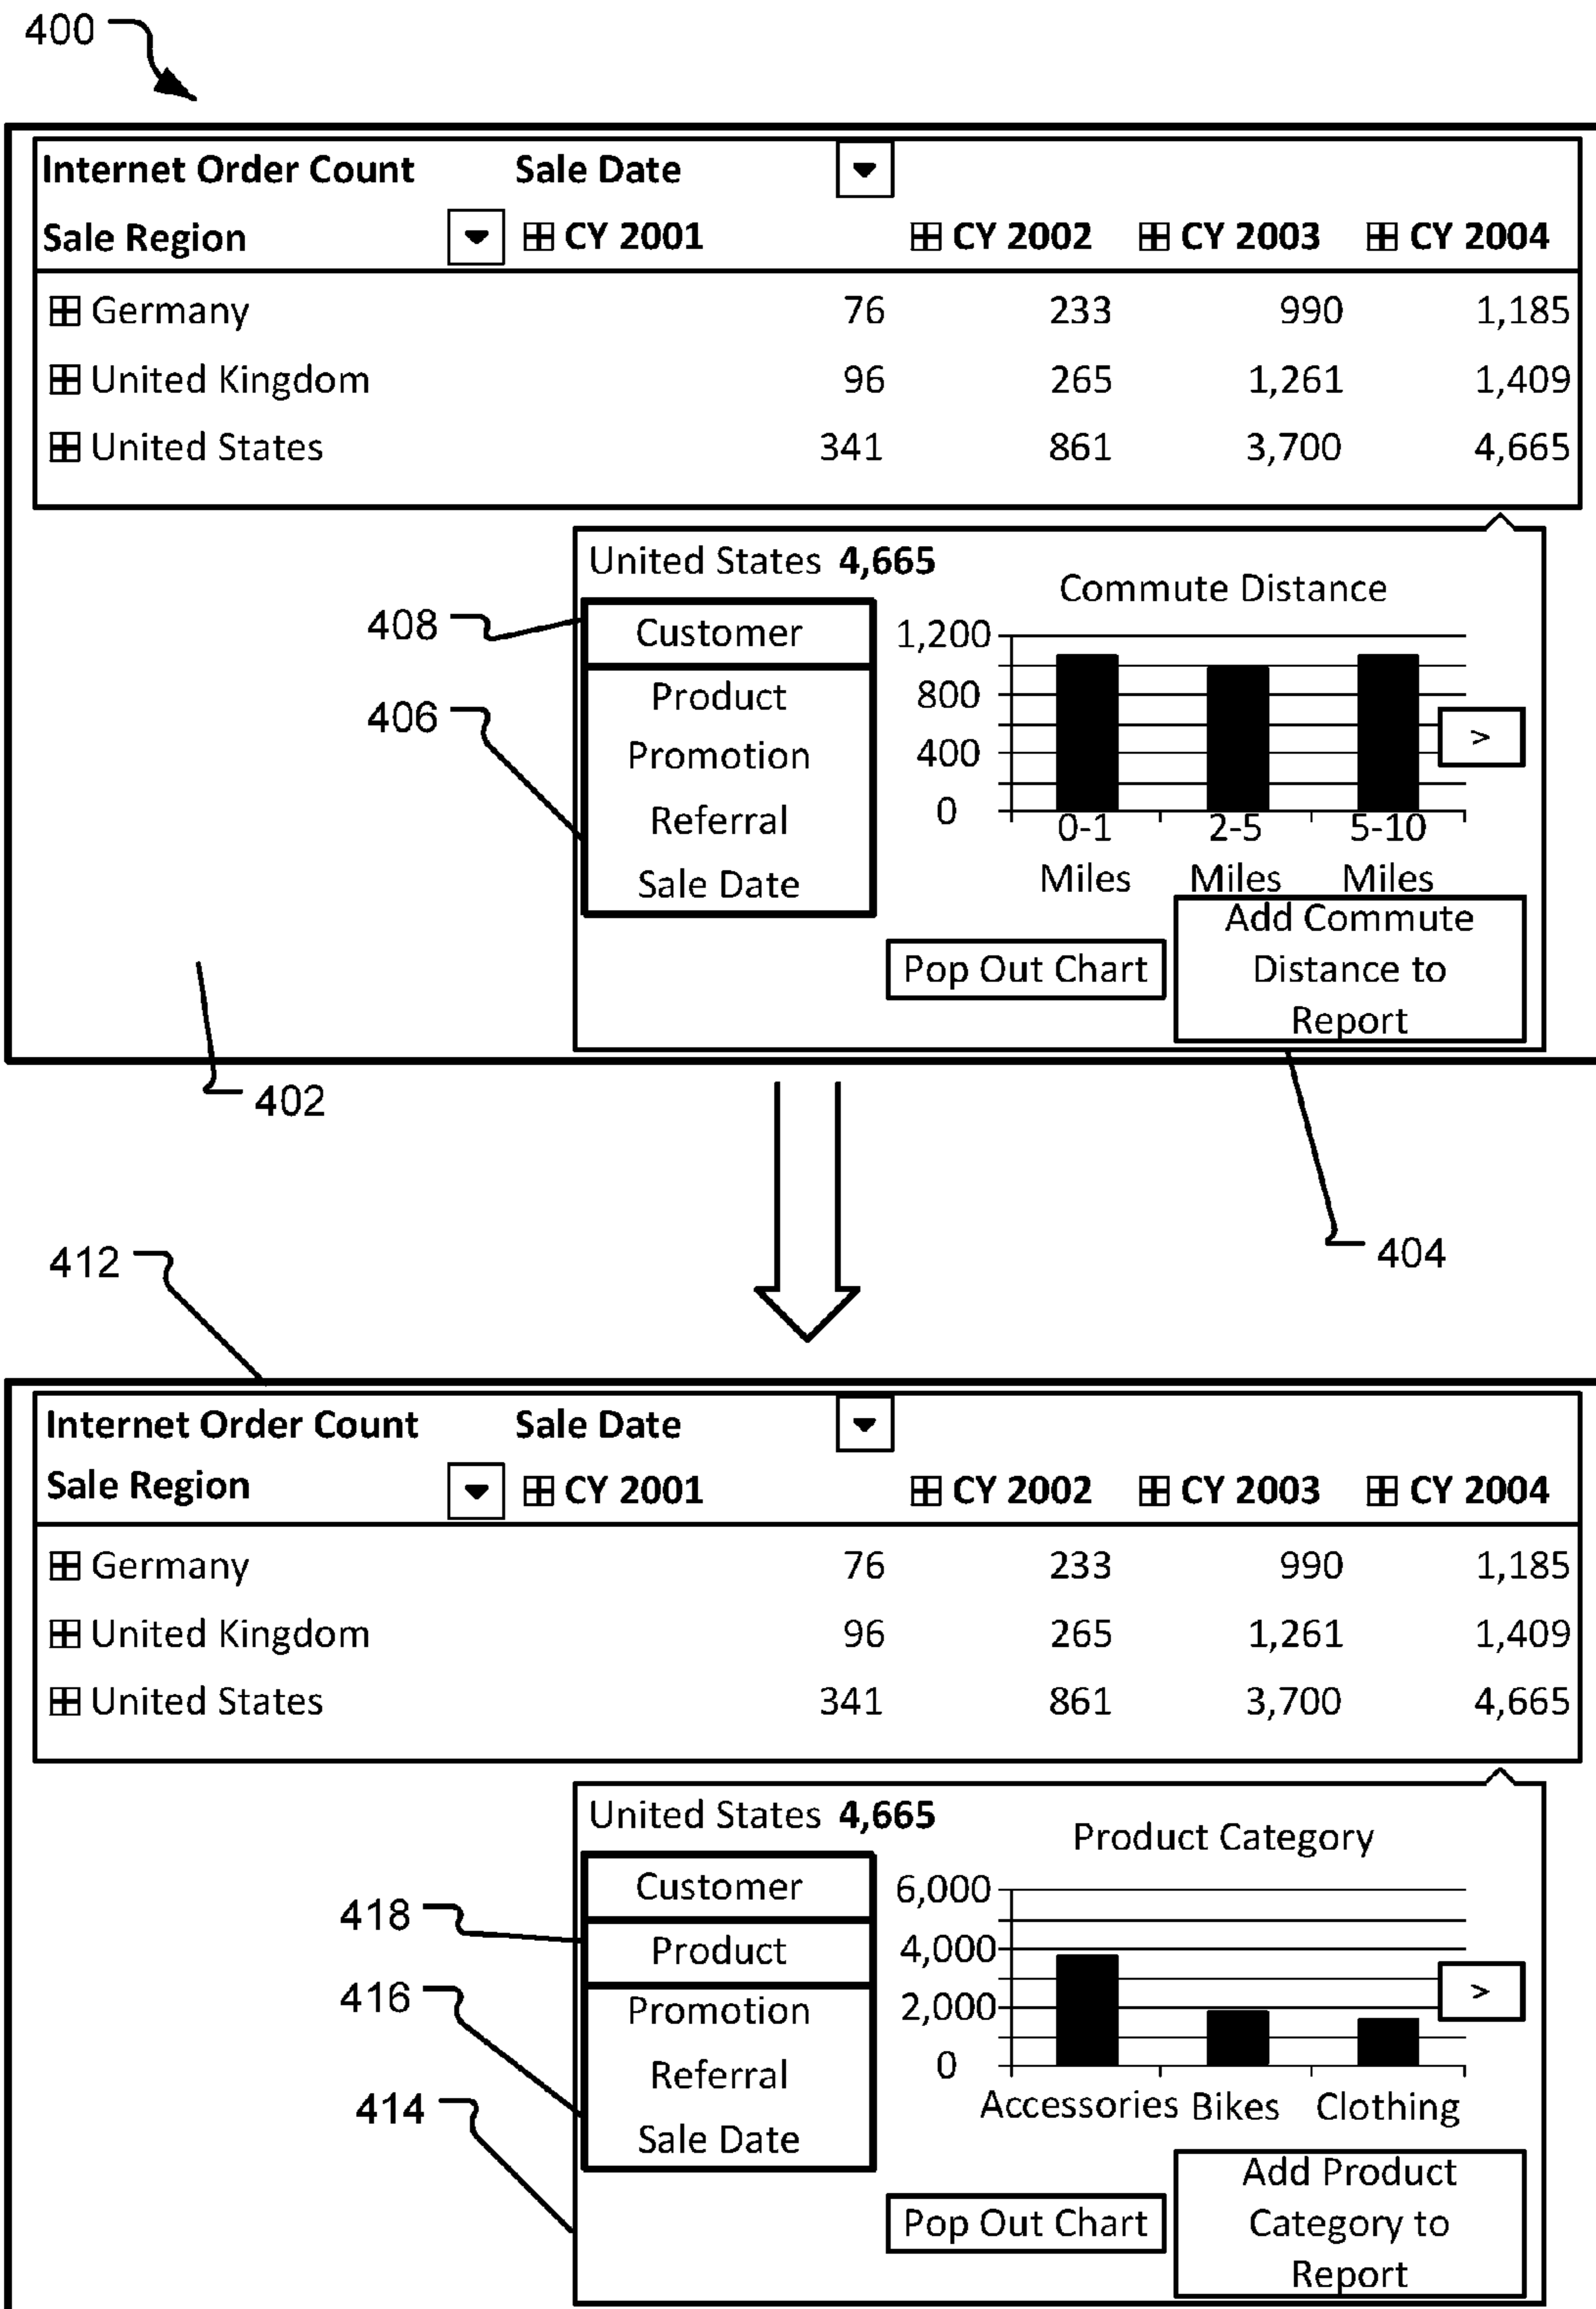 400
Internet Order Count Sale Date
Sale Region CY 2001 CY 2002 CY 2003 CY 2004
Germany 76 233 990 1,185
United Kingdom 96 265 1,261 1,409
United States 341 861 3,700 4,665
United States 4,665
Commute Distance
408
Customer
1,200
406
Product
800
Promotion
400
>
Referral
0
0-1 2-5 5-10
Sale Date
Miles Miles Miles
Pop Out Chart
Add Commute
Distance to
Report
402
404
412
Internet Order Count Sale Date
Sale Region CY 2001 CY 2002 CY 2003 CY 2004
Germany 76 233 990 1,185
United Kingdom 96 265 1,261 1,409
United States 341 861 3,700 4,665
United States 4,665
Product Category
Customer
6,000
418
Product
4,000
416
Promotion
2,000
>
Referral
0
414
Sale Date
Accessories Bikes Clothing
Pop Out Chart
Add Product
Category to
Report